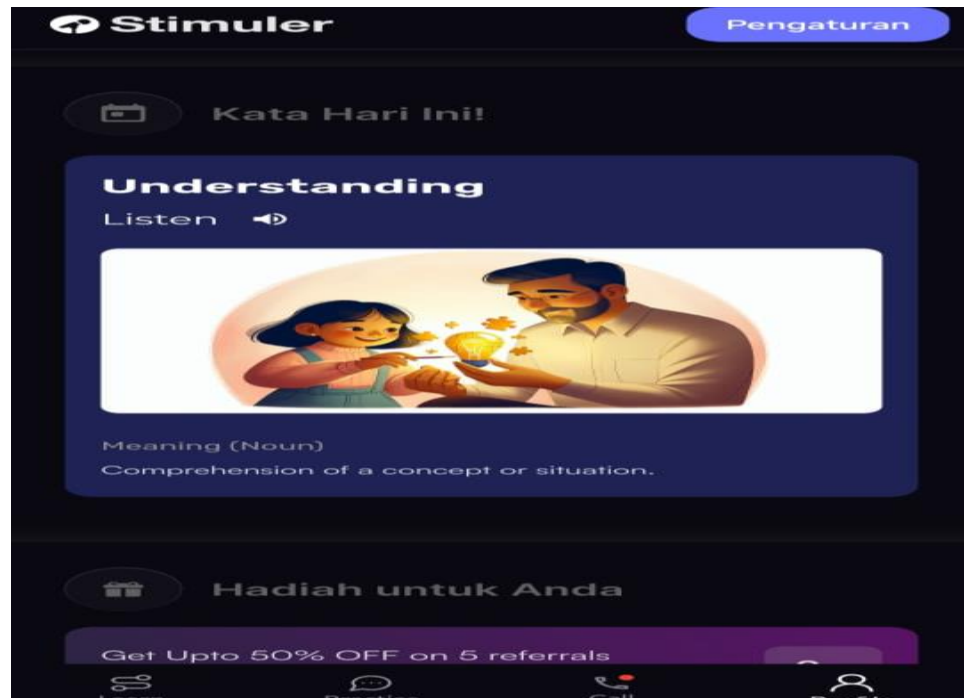 Stimuler
Pengaturan
Kata Hari Ini!
Understanding
Listen
Meaning (Noun)
Comprehension of a concept or situation.
Hadiah untuk Anda
Get Upto 50% OFF on 5 referrals